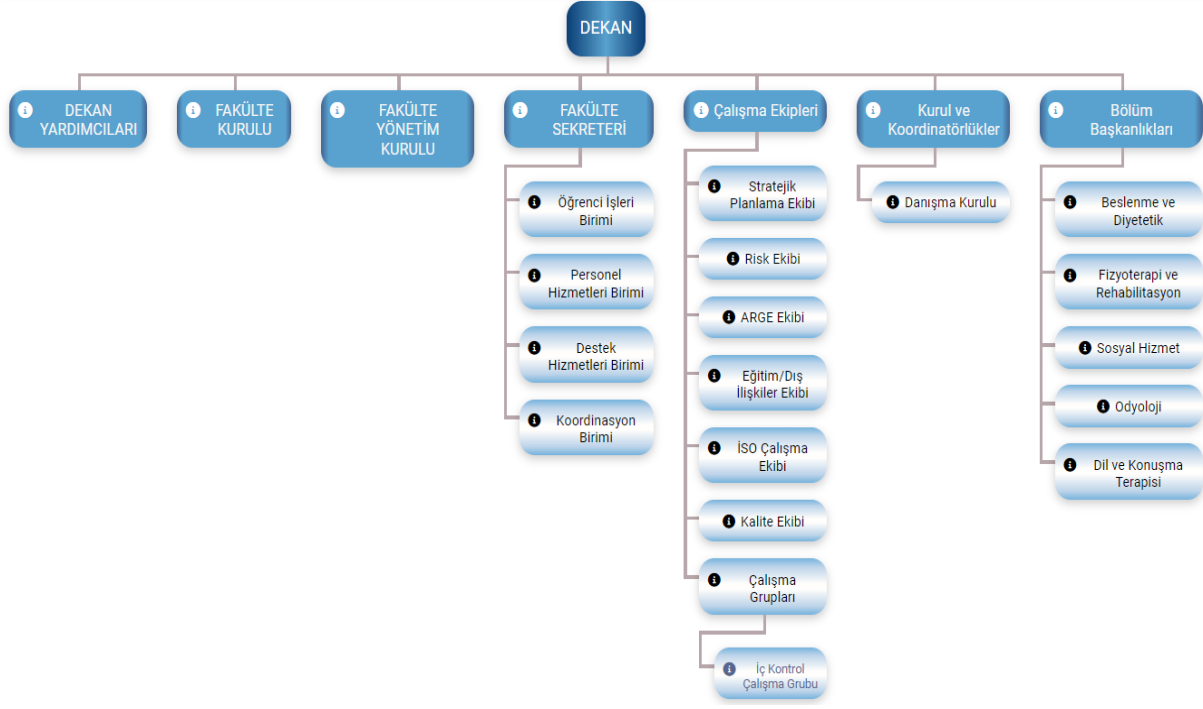 DEKAN
DEKAN
YARDIMCILARI
FAKÜLTE
KURULU
FAKÜLTE
YÖNETİM
KURULU
FAKÜLTE
SEKRETERİ
Öğrenci İşleri
Birimi
Personel
Hizmetleri Birimi
Destek
Hizmetleri Birimi
Koordinasyon
Birimi
Çalışma Ekipleri
Stratejik
Planlama Ekibi
Risk Ekibi
ARGE Ekibi
Eğitim/Dış
İlişkiler Ekibi
İSO Çalışma
Ekibi
Kalite Ekibi
Çalışma
Grupları
İç Kontrol
Çalışma Grubu
Kurul ve
Koordinatörlükler
Danışma Kurulu
Bölüm
Başkanlıkları
Beslenme ve
Diyetetik
Fizyoterapi ve
Rehabilitasyon
Sosyal Hizmet
Odyoloji
Dil ve Konuşma
Terapisi